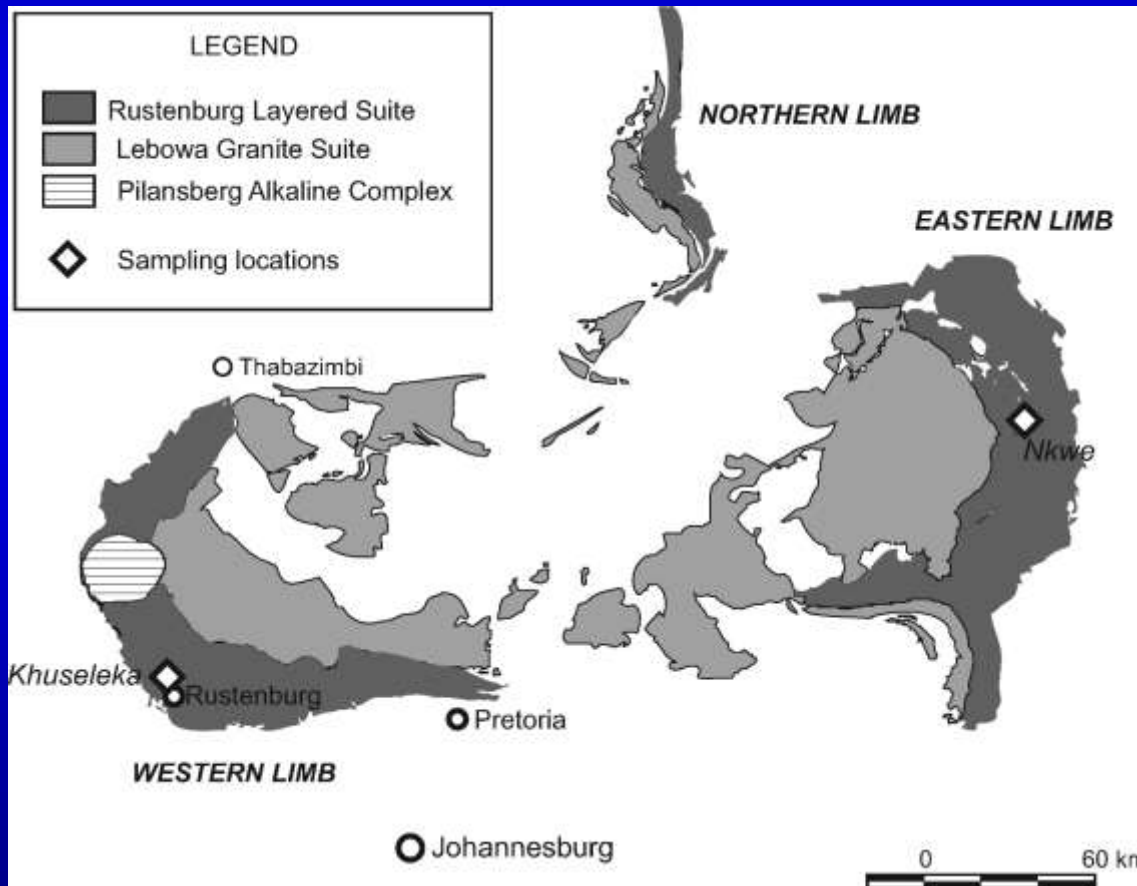 LEGEND
Rustenburg Layered Suite
Lebowa Granite Suite
Pilansberg Alkaline Complex
Sampling locations
NORTHERN LIMB
EASTERN LIMB
Thabazimbi
Nkwe
Khuseleka
Rustenburg
Pretoria
WESTERN LIMB
Johannesburg
0 60 km